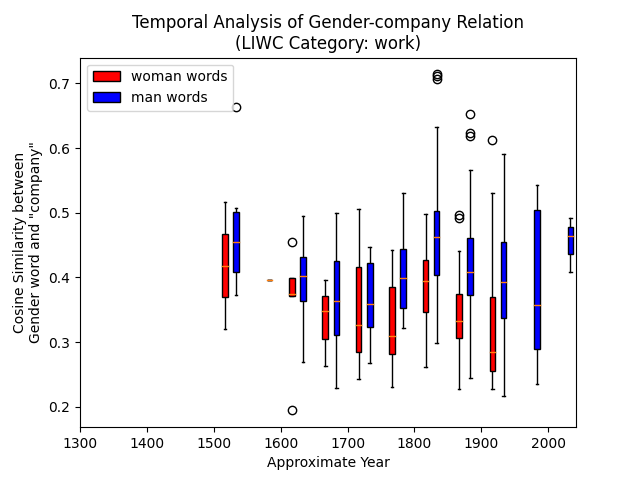 Temporal Analysis of Gender-company Relation
(LIWC Category: work)
woman words
man words
Cosine Similarity between
Gender word and "company"
0.7
0.6
0.5
0.4
0.3
0.2
1300 1400 1500 1600 1700 1800 1900 2000
Approximate Year